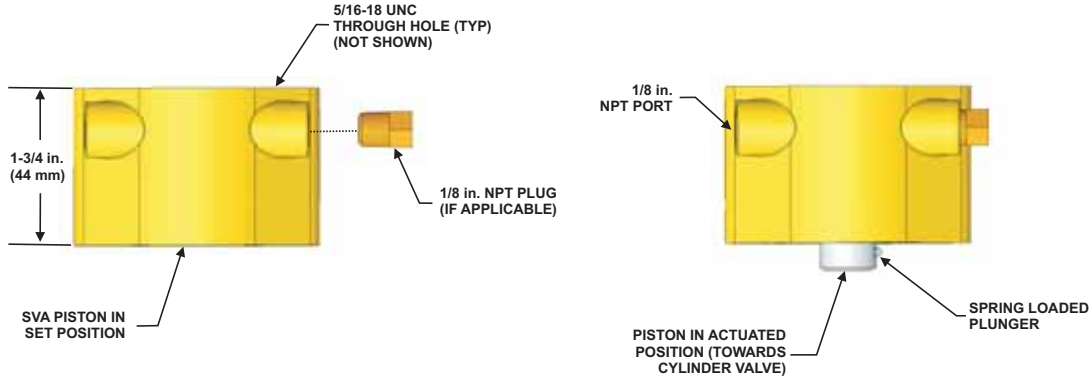 5/16-18 UNC
THROUGH HOLE (TYP)
(NOT SHOWN)
1-3/4 in.
(44 mm)
1/8 in. NPT PLUG
(IF APPLICABLE)
SVA PISTON IN
SET POSITION
1/8 in.
NPT PORT
SPRING LOADED
PLUNGER
PISTON IN ACTUATED
POSITION (TOWARDS
CYLINDER VALVE)